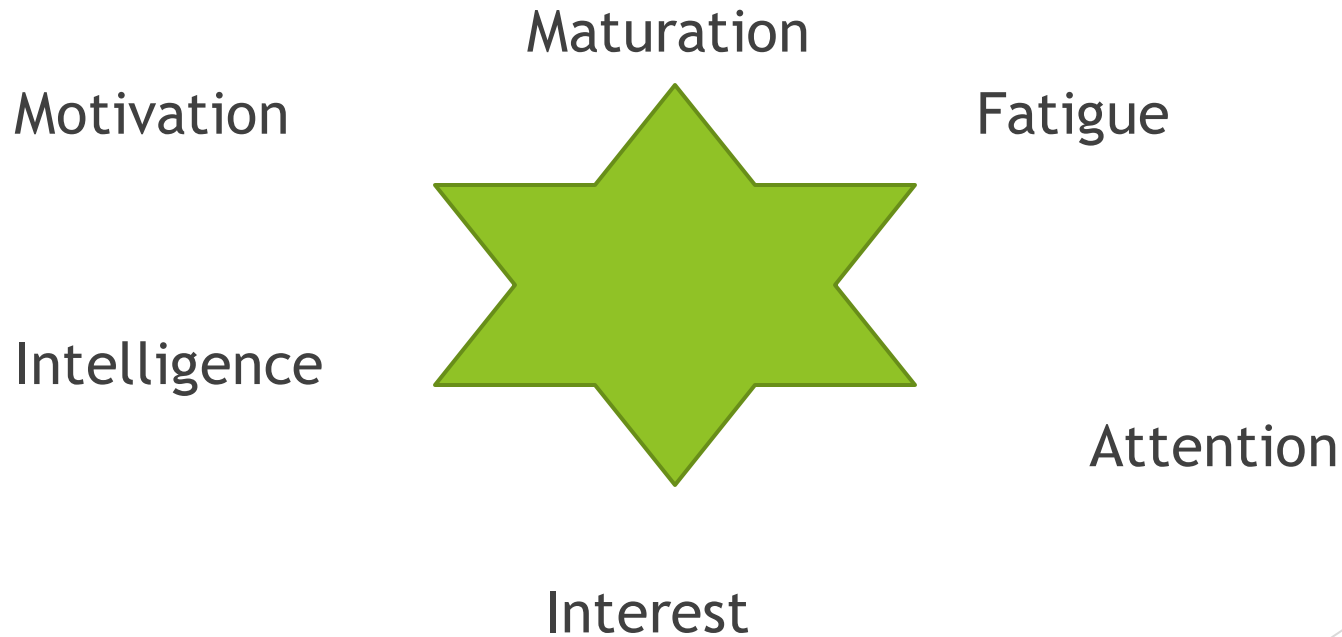 Maturation
Motivation
Fatigue
Intelligence
Attention
Interest